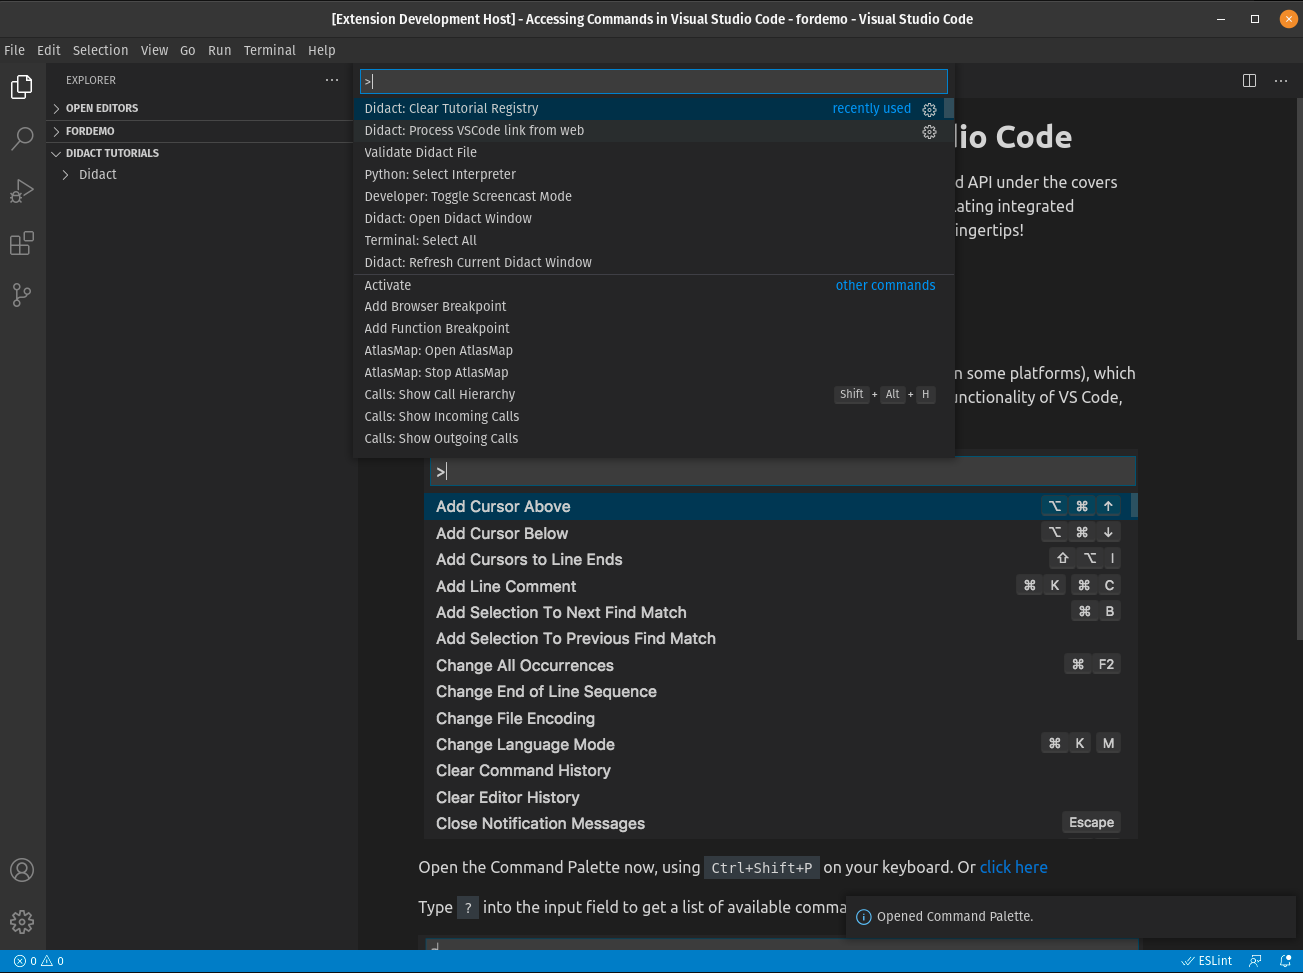 [Extension Development Host] - Accessing Commands in Visual Studio Code - fordemo - Visual Studio Code
File Edit Selection View Go Run Terminal Help
EXPLORER
OPEN EDITORS
FORDEMO
DIDACT TUTORIALS
Didact
>
Didact: Clear Tutorial Registry recently used
Didact: Process VSCode link from web
Validate Didact File
Python: Select Interpreter
Developer: Toggle Screencast Mode
Didact: Open Didact Window
Terminal: Select All
Didact: Refresh Current Didact Window
Activate other commands
Add Browser Breakpoint
Add Function Breakpoint
AtlasMap: Open AtlasMap
AtlasMap: Stop AtlasMap
Calls: Show Call Hierarchy Shift + Alt + H
Calls: Show Incoming Calls
Calls: Show Outgoing Calls
dio Code
d API under the covers
lating integrated
ingertips!
n some platforms), which
unctionality of VS Code,
>
Add Cursor Above ⌥ ⌘ ↑
Add Cursor Below ⌥ ⌘ ↓
Add Cursors to Line Ends ⇧ ⌥ I
Add Line Comment ⌘ K ⌘ C
Add Selection To Next Find Match ⌘ B
Add Selection To Previous Find Match
Change All Occurrences ⌘ F2
Change End of Line Sequence
Change File Encoding
Change Language Mode ⌘ K M
Clear Command History
Clear Editor History
Close Notification Messages Escape
Open the Command Palette now, using Ctrl+Shift+P on your keyboard. Or click here
Type ? into the input field to get a list of available comma
Opened Command Palette.
0 0 ESLint